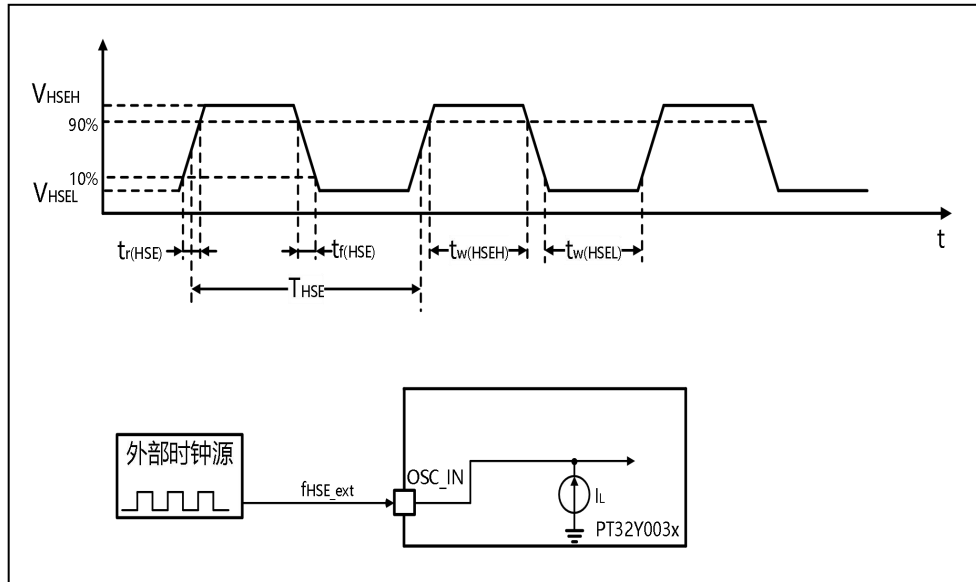 VHSEH
90%
10%
VHSEL
t
tr(HSE)
tf(HSE)
tw(HSEH)
tw(HSEL)
THSE
外部时钟源
fHSE_ext
OSC_IN
IL
PT32Y003x